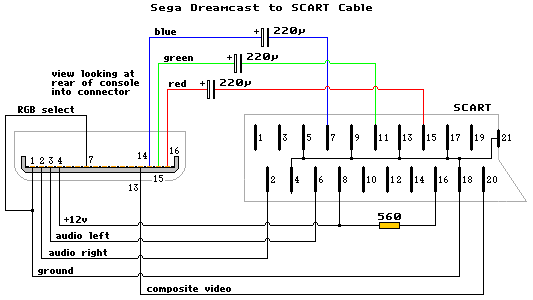 Sega Dreamcast to SCART Cable
blue
+
220µ
green
+
220µ
view looking at
rear of console
into connector
red
+
220µ
RGB select
SCART
1
3
5
7
9
11
13
15
17
19
21
14
16
1
2
3
4
7
15
13
2
4
6
8
10
12
14
16
18
20
+12v
560
audio left
audio right
ground
composite video